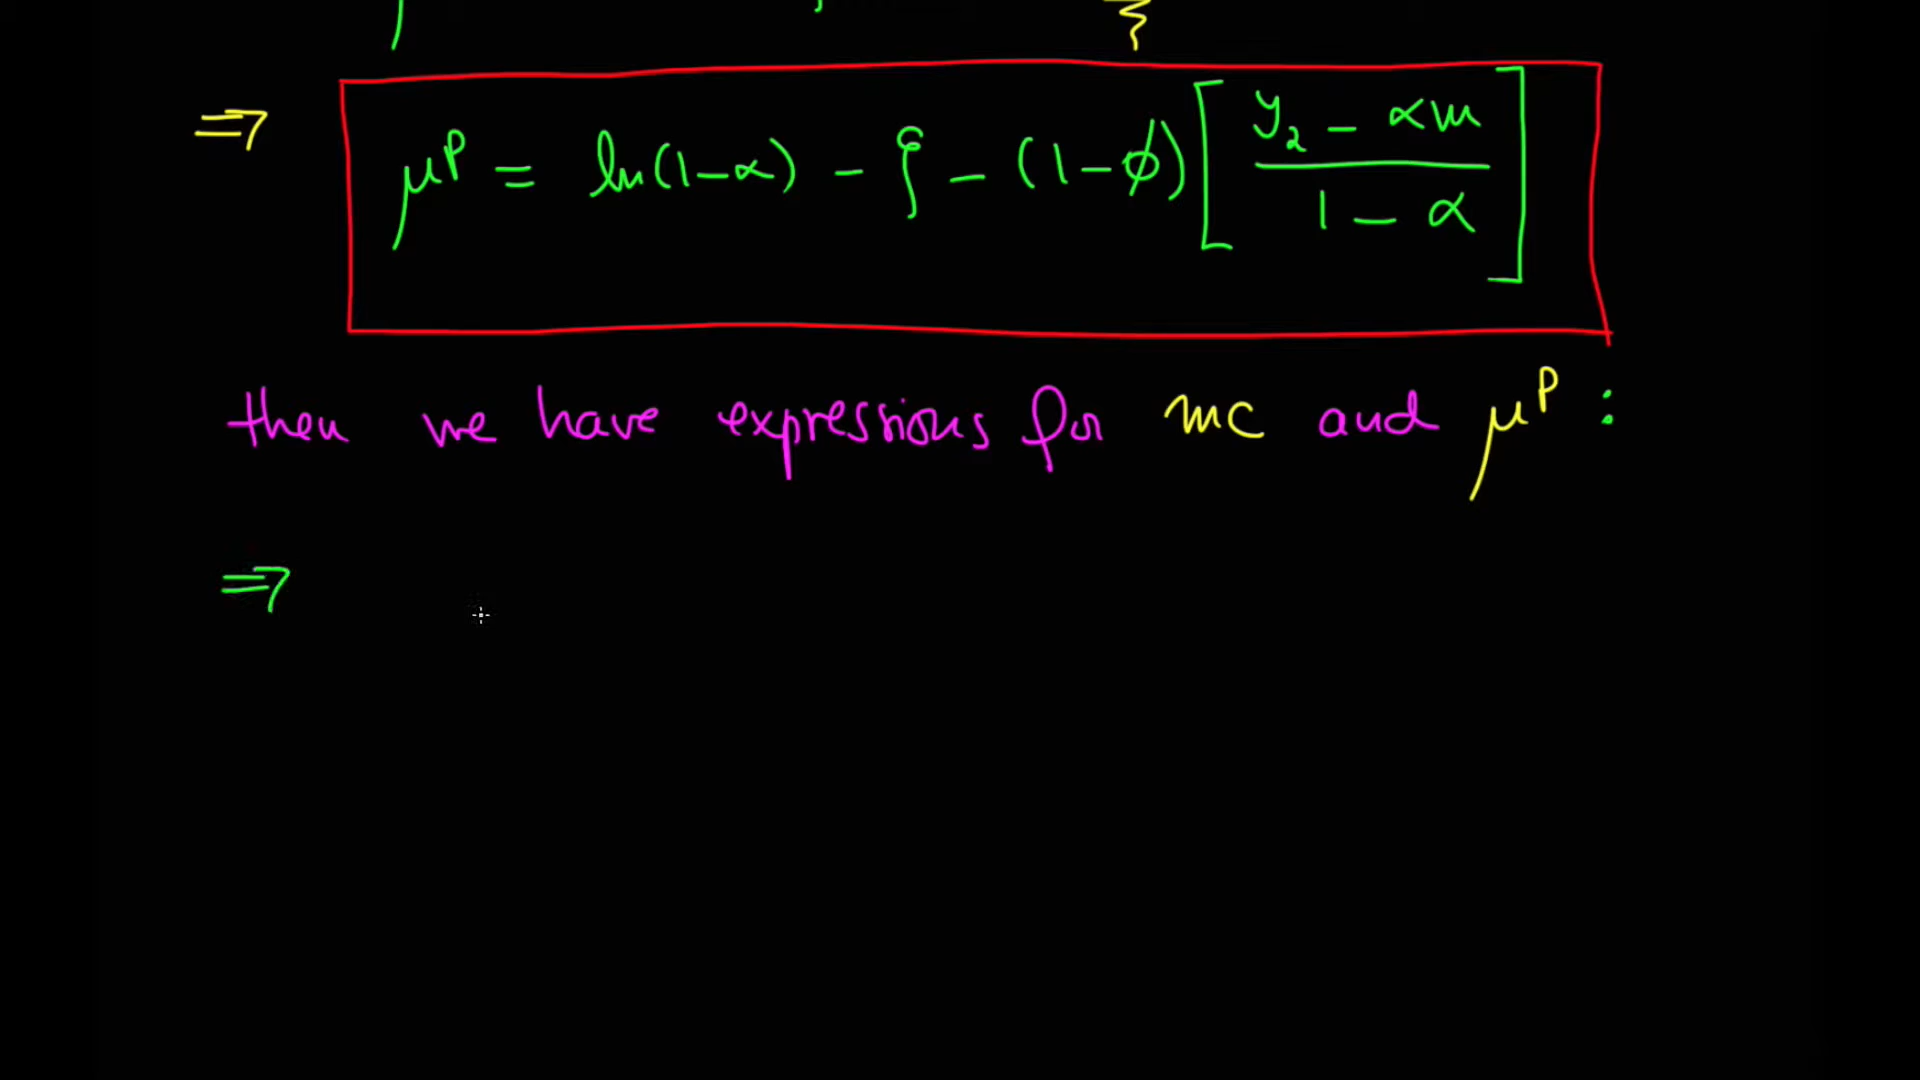 ⇒ μ^P = ln(1-α) - ξ - (1-φ) [ (y_2 - αm) / (1 - α) ]
then we have expressions for mc and μ^P :
⇒